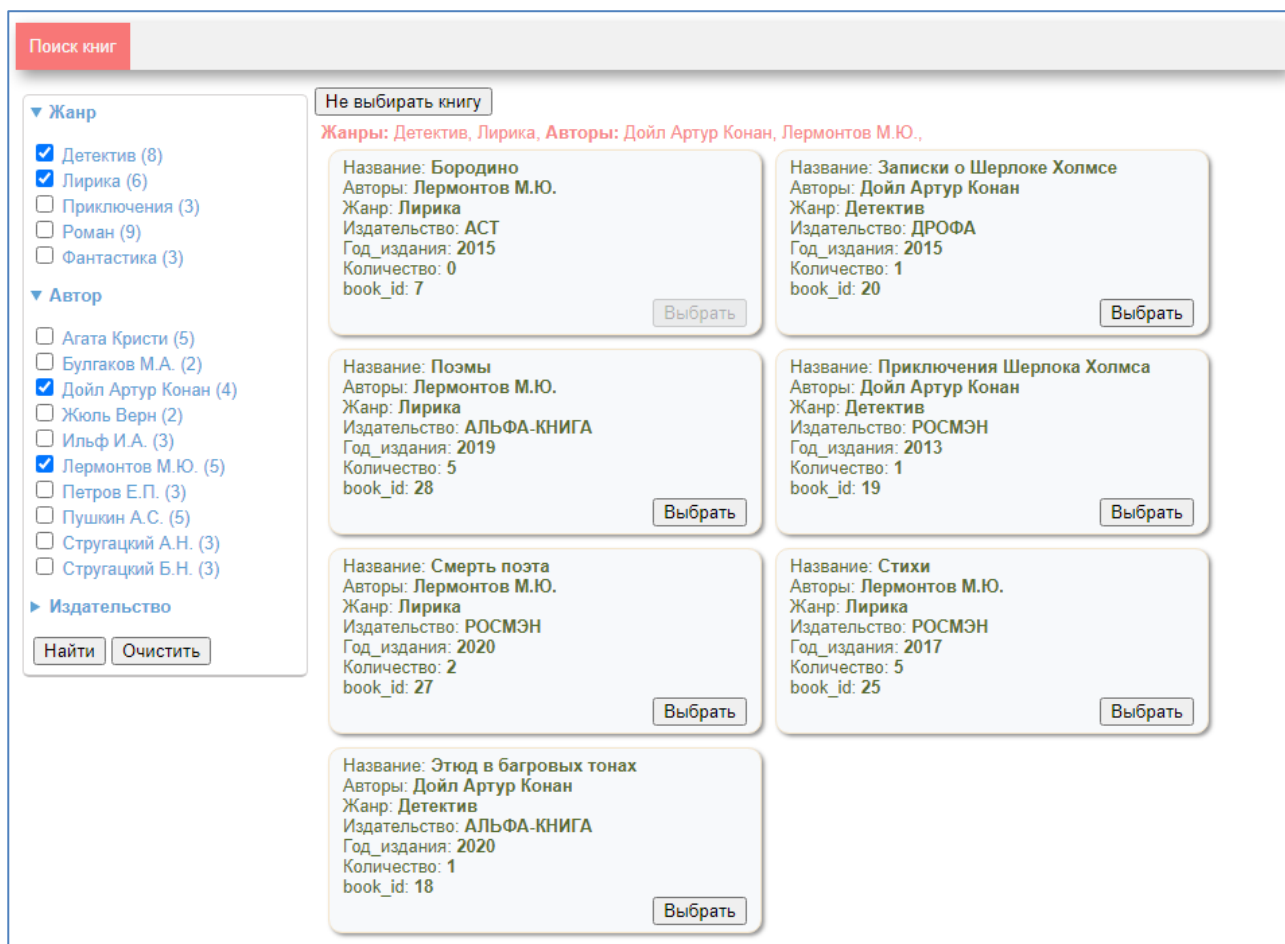 Поиск книг
▼ Жанр
Детектив (8)
Лирика (6)
Приключения (3)
Роман (9)
Фантастика (3)
▼ Автор
Агата Кристи (5)
Булгаков М.А. (2)
Дойл Артур Конан (4)
Жюль Верн (2)
Ильф И.А. (3)
Лермонтов М.Ю. (5)
Петров Е.П. (3)
Пушкин А.С. (5)
Стругацкий А.Н. (3)
Стругацкий Б.Н. (3)
▶ Издательство
Найти Очистить
Не выбирать книгу
Жанры: Детектив, Лирика, Авторы: Дойл Артур Конан, Лермонтов М.Ю.,
Название: Бородино
Авторы: Лермонтов М.Ю.
Жанр: Лирика
Издательство: АСТ
Год_издания: 2015
Количество: 0
book_id: 7
Выбрать
Название: Записки о Шерлоке Холмсе
Авторы: Дойл Артур Конан
Жанр: Детектив
Издательство: ДРОФА
Год_издания: 2015
Количество: 1
book_id: 20
Выбрать
Название: Поэмы
Авторы: Лермонтов М.Ю.
Жанр: Лирика
Издательство: АЛЬФА-КНИГА
Год_издания: 2019
Количество: 5
book_id: 28
Выбрать
Название: Приключения Шерлока Холмса
Авторы: Дойл Артур Конан
Жанр: Детектив
Издательство: РОСМЭН
Год_издания: 2013
Количество: 1
book_id: 19
Выбрать
Название: Смерть поэта
Авторы: Лермонтов М.Ю.
Жанр: Лирика
Издательство: РОСМЭН
Год_издания: 2020
Количество: 2
book_id: 27
Выбрать
Название: Стихи
Авторы: Лермонтов М.Ю.
Жанр: Лирика
Издательство: РОСМЭН
Год_издания: 2017
Количество: 5
book_id: 25
Выбрать
Название: Этюд в багровых тонах
Авторы: Дойл Артур Конан
Жанр: Детектив
Издательство: АЛЬФА-КНИГА
Год_издания: 2020
Количество: 1
book_id: 18
Выбрать